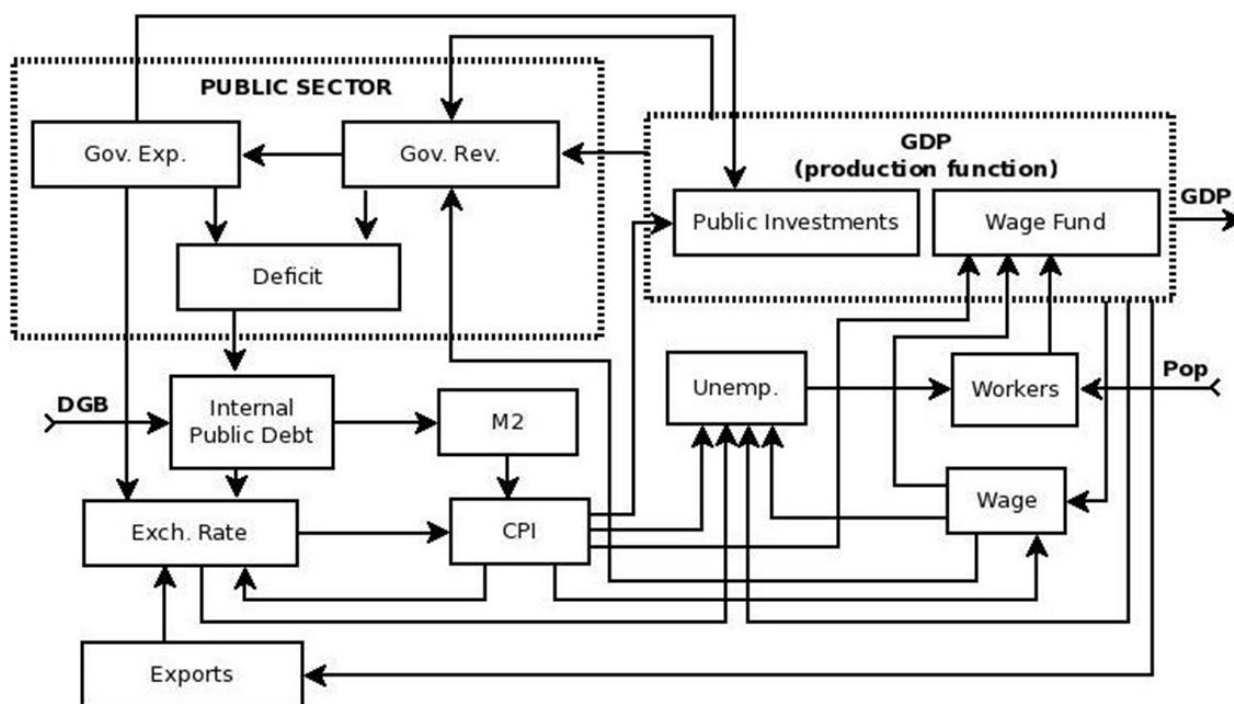 PUBLIC SECTOR
Gov. Exp.
Gov. Rev.
Deficit
GDP
(production function)
Public Investments
Wage Fund
GDP
DGB
Internal
Public Debt
M2
Unemp.
Workers
Pop
Exch. Rate
CPI
Wage
Exports